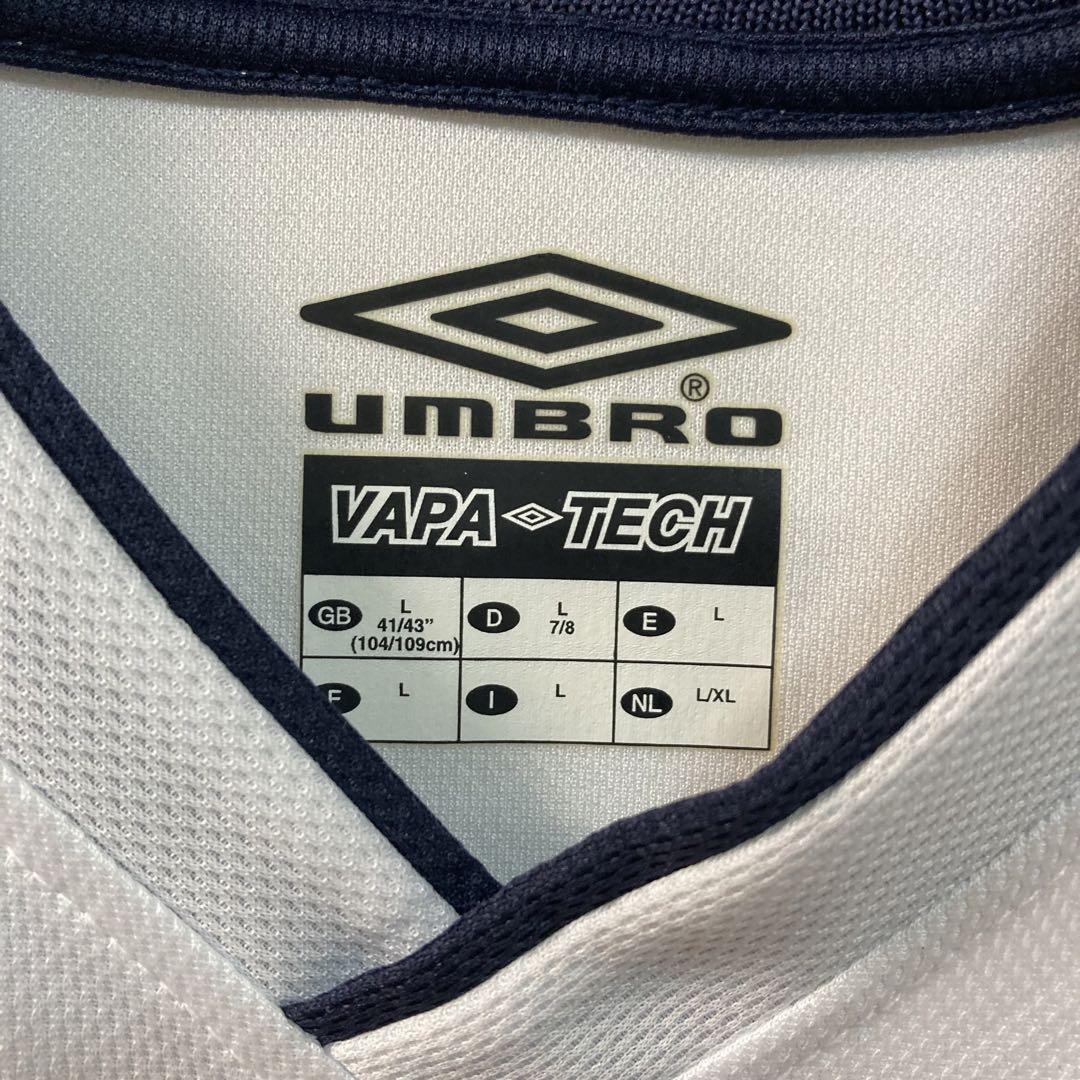 UMBRO®
VAPA TECH
GB L 41/43"
(104/109cm)
D L 7/8
E L
F L
I L
NL L/XL